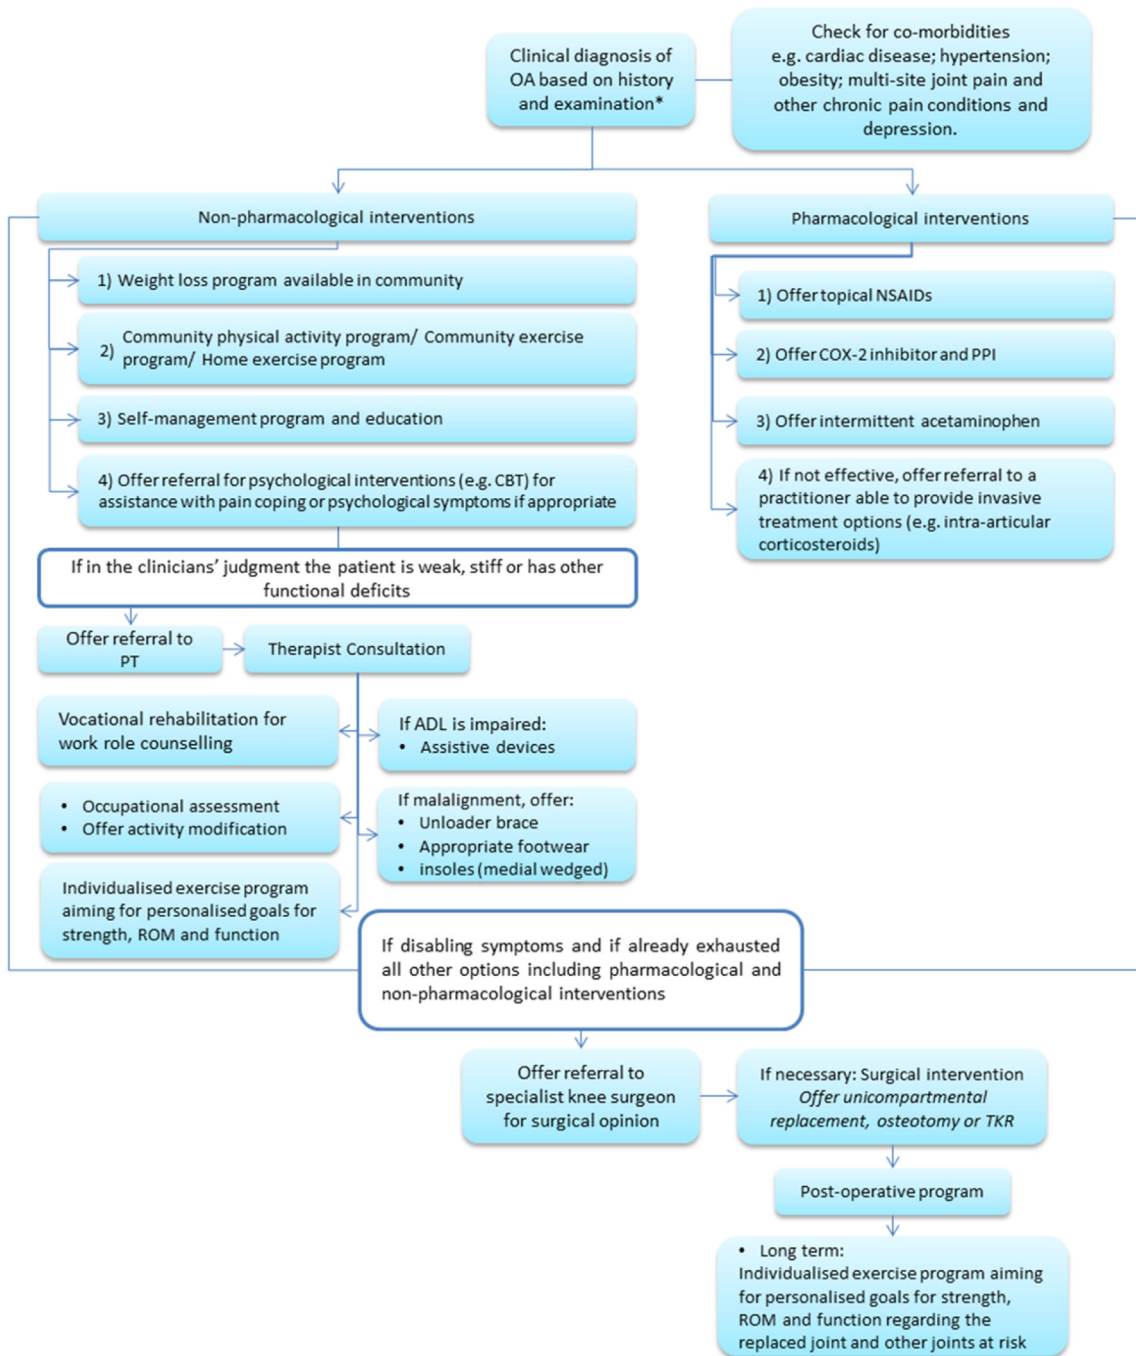 Clinical diagnosis of
OA based on history
and examination*
Check for co-morbidities
e.g. cardiac disease; hypertension;
obesity; multi-site joint pain and
other chronic pain conditions and
depression.
Non-pharmacological interventions
1) Weight loss program available in community
2) Community physical activity program/ Community exercise
program/ Home exercise program
3) Self-management program and education
4) Offer referral for psychological interventions (e.g. CBT) for
assistance with pain coping or psychological symptoms if appropriate
Pharmacological interventions
1) Offer topical NSAIDs
2) Offer COX-2 inhibitor and PPI
3) Offer intermittent acetaminophen
4) If not effective, offer referral to a
practitioner able to provide invasive
treatment options (e.g. intra-articular
corticosteroids)
If in the clinicians’ judgment the patient is weak, stiff or has other
functional deficits
Offer referral to
PT
Therapist Consultation
Vocational rehabilitation for
work role counselling
• Occupational assessment
• Offer activity modification
Individualised exercise program
aiming for personalised goals for
strength, ROM and function
If ADL is impaired:
• Assistive devices
If malalignment, offer:
• Unloader brace
• Appropriate footwear
• insoles (medial wedged)
If disabling symptoms and if already exhausted
all other options including pharmacological and
non-pharmacological interventions
Offer referral to
specialist knee surgeon
for surgical opinion
If necessary: Surgical intervention
Offer unicompartmental
replacement, osteotomy or TKR
Post-operative program
• Long term:
Individualised exercise program aiming
for personalised goals for strength,
ROM and function regarding the
replaced joint and other joints at risk